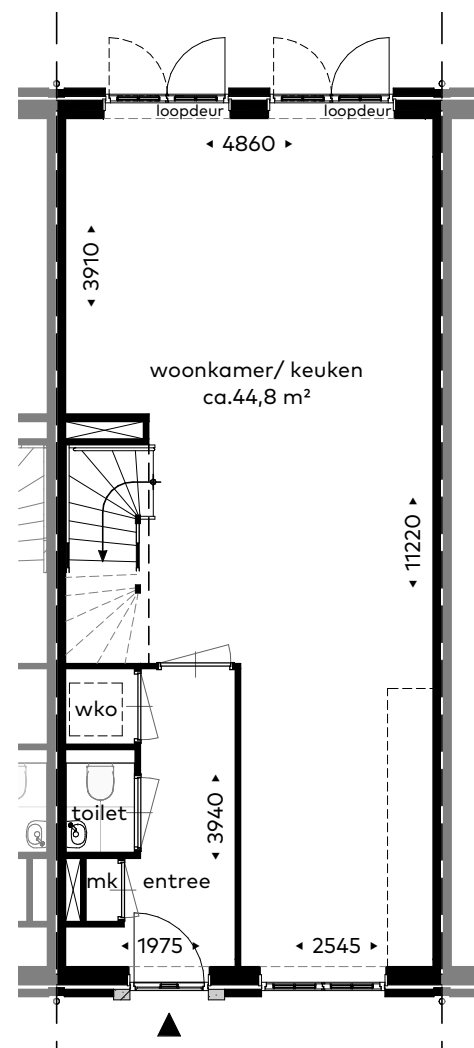 loopdeur loopdeur
4860
3910
woonkamer/ keuken
ca.44,8 m²
11220
wko
toilet
3940
mk entree
1975 2545